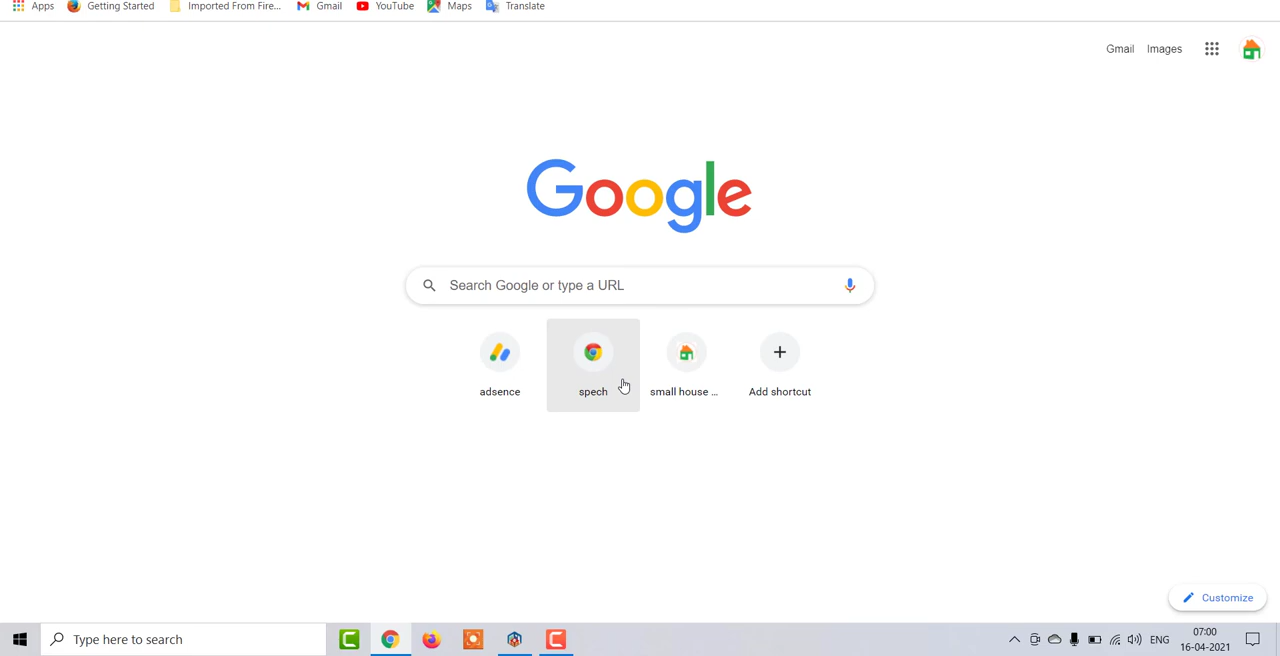 Apps Getting Started Imported From Fire... Gmail YouTube Maps Translate
Gmail Images
Google
Search Google or type a URL
adsence spech small house ... Add shortcut
Customize
Type here to search ENG 07:00
16-04-2021